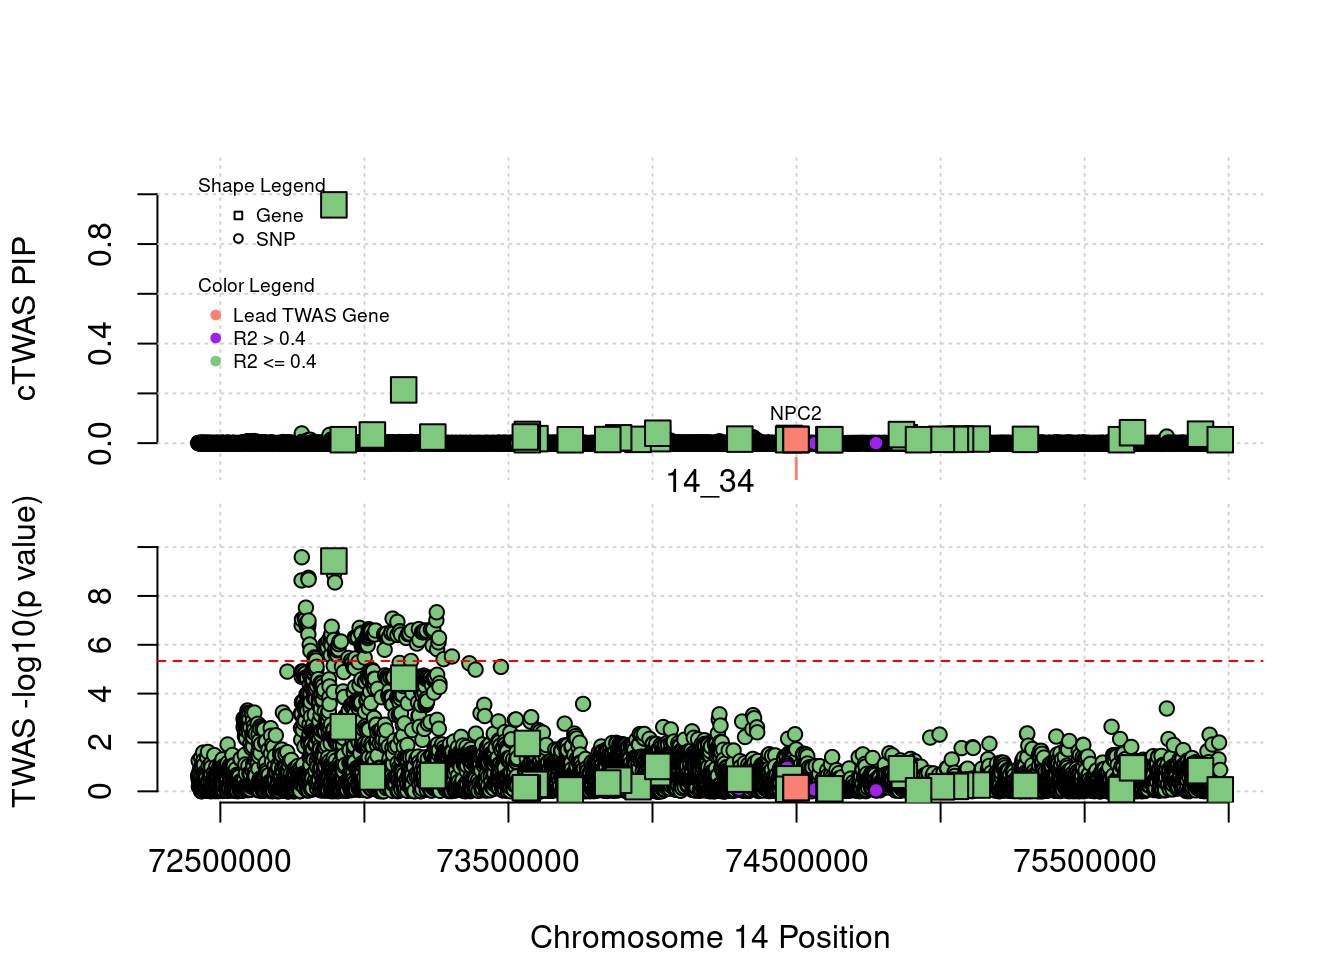 Shape Legend
Gene
SNP
Color Legend
Lead TWAS Gene
R2 > 0.4
R2 <= 0.4
cTWAS PIP
0.8
0.4
0.0
NPC2
14_34
TWAS -log10(p value)
8
6
4
2
0
72500000 73500000 74500000 75500000
Chromosome 14 Position